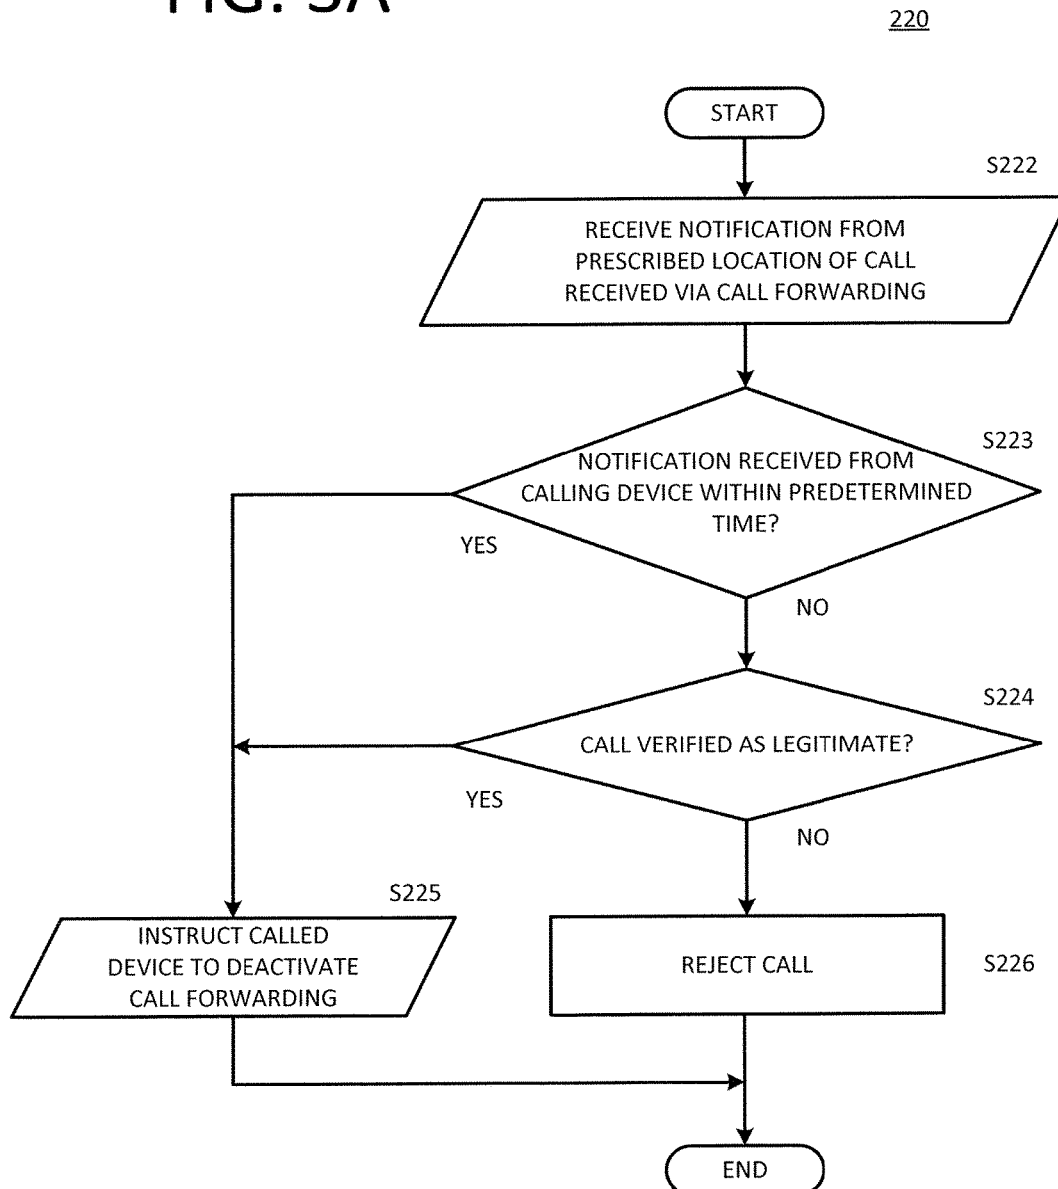 FIG. 3A
220
START
S222
RECEIVE NOTIFICATION FROM
PRESCRIBED LOCATION OF CALL
RECEIVED VIA CALL FORWARDING
S223
NOTIFICATION RECEIVED FROM
CALLING DEVICE WITHIN PREDETERMINED
TIME?
YES
NO
S224
CALL VERIFIED AS LEGITIMATE?
YES
NO
S225
INSTRUCT CALLED
DEVICE TO DEACTIVATE
CALL FORWARDING
REJECT CALL
S226
END